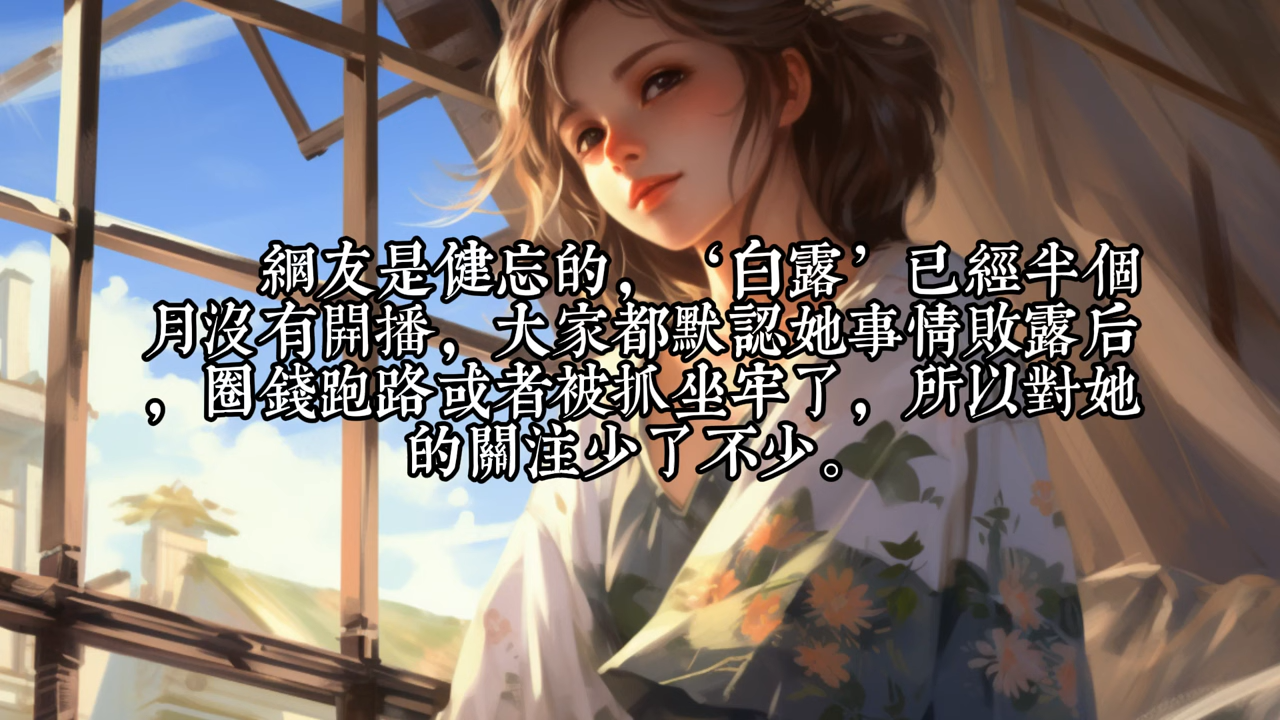 網友是健忘的，‘白露’已經半個
月沒有開播，大家都默認她事情敗露后
，圈錢跑路或者被抓坐牢了，所以對她
的關注少了不少。